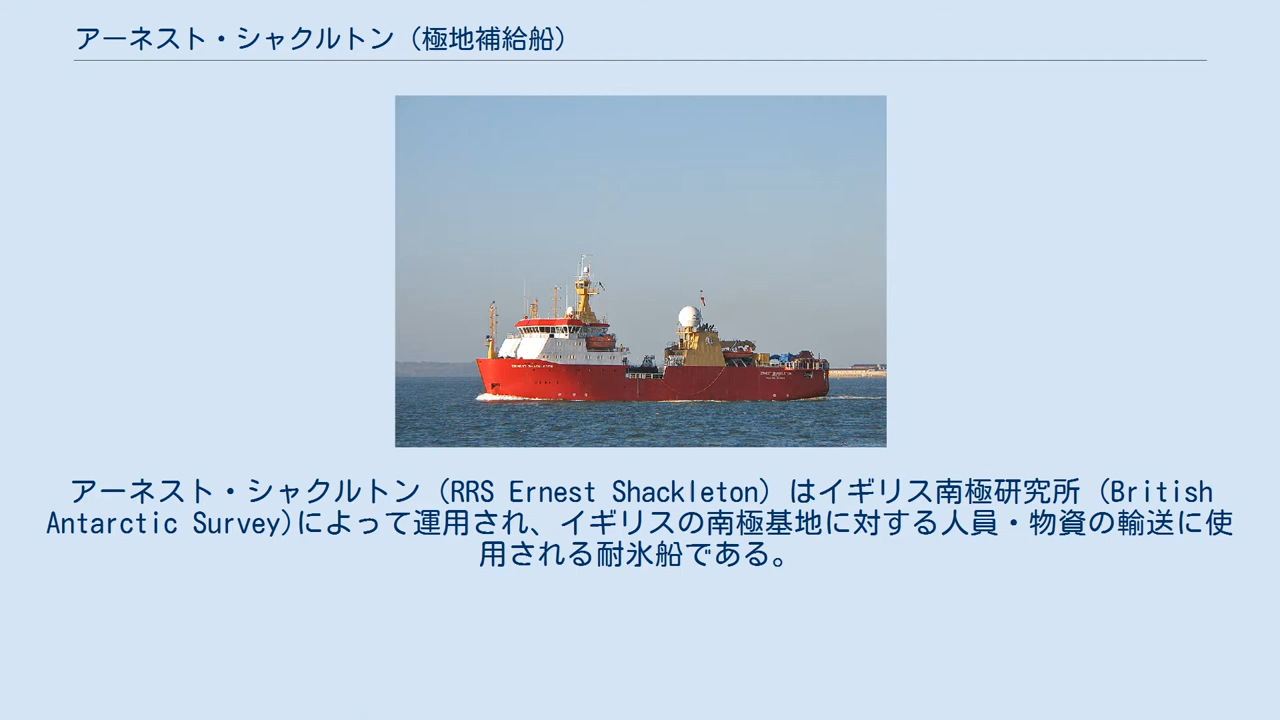 アーネスト・シャクルトン（極地補給船）
ERNEST SHACKLETON
アーネスト・シャクルトン（RRS Ernest Shackleton）はイギリス南極研究所（British
Antarctic Survey)によって運用され、イギリスの南極基地に対する人員・物資の輸送に使
用される耐氷船である。